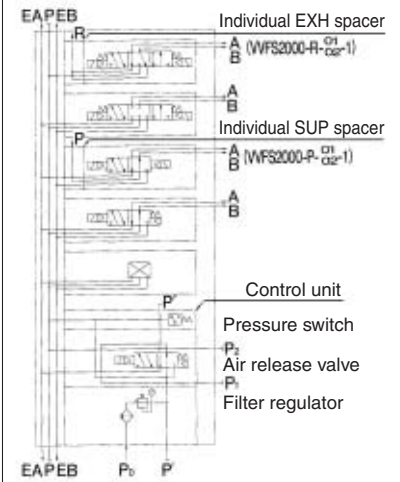 EAPEB
R
Individual EXH spacer
A
B
(VVFS2000-R-01/02-1)
A
B
Individual SUP spacer
P
A
B
(VVFS2000-P-01/02-1)
A
B
Control unit
P'
Pressure switch
P₂
Air release valve
P₁
Filter regulator
EAPEB
P
P'